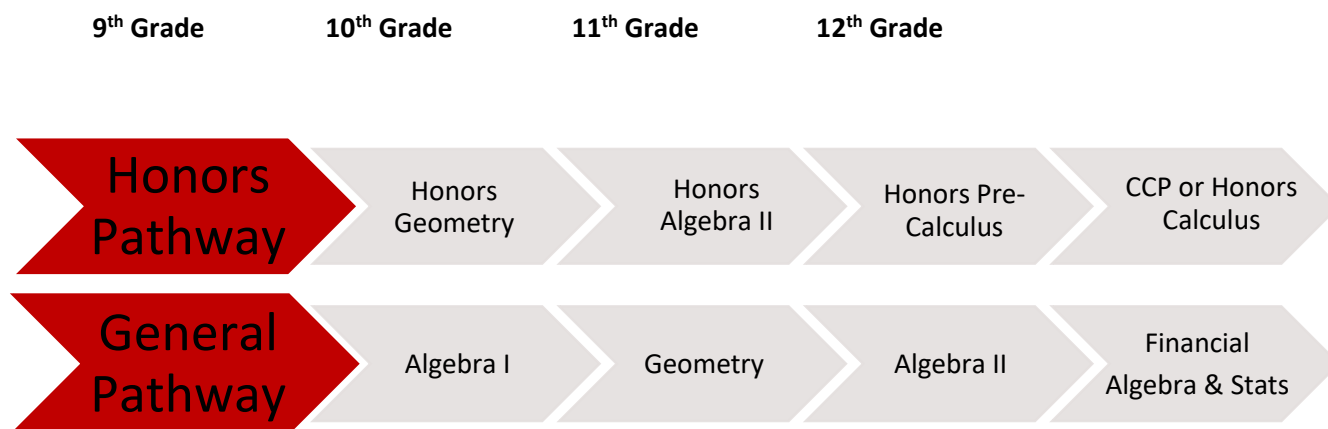 9th Grade 10th Grade 11th Grade 12th Grade
Honors
Pathway
Honors
Geometry
Honors
Algebra II
Honors Pre-
Calculus
CCP or Honors
Calculus
General
Pathway
Algebra I
Geometry
Algebra II
Financial
Algebra & Stats